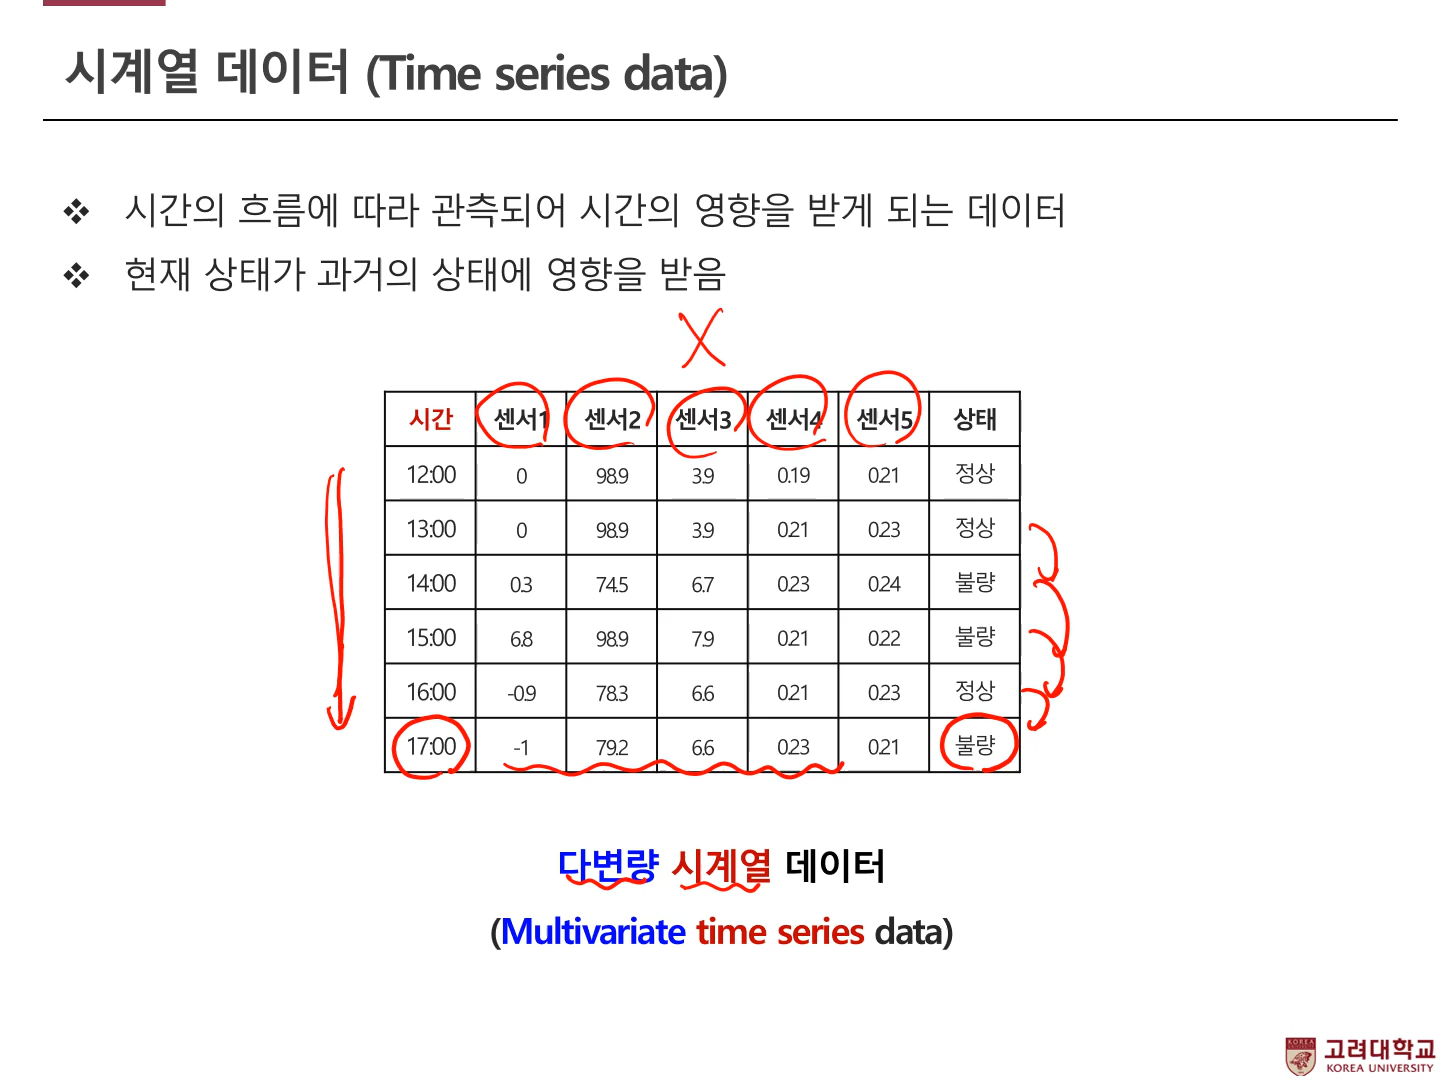 시계열 데이터 (Time series data)
❖ 시간의 흐름에 따라 관측되어 시간의 영향을 받게 되는 데이터
❖ 현재 상태가 과거의 상태에 영향을 받음
X
시간 센서1 센서2 센서3 센서4 센서5 상태
12:00 0 98.9 3.9 0.19 0.21 정상
13:00 0 98.9 3.9 0.21 0.23 정상
14:00 0.3 74.5 6.7 0.23 0.24 불량
15:00 6.8 98.9 7.9 0.21 0.22 불량
16:00 -0.9 78.3 6.6 0.21 0.23 정상
17:00 -1 79.2 6.6 0.23 0.21 불량
다변량 시계열 데이터
(Multivariate time series data)
고려대학교
KOREA UNIVERSITY